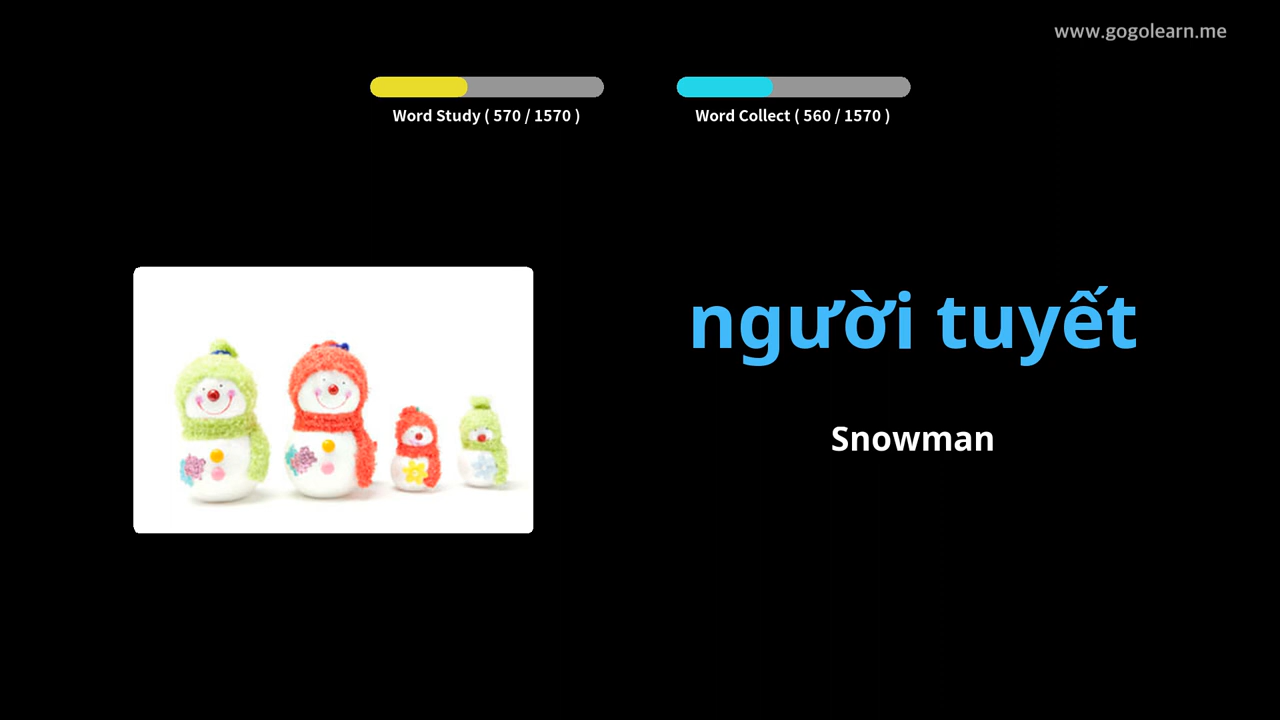 www.gogolearn.me
Word Study ( 570 / 1570 )
Word Collect ( 560 / 1570 )
người tuyết
Snowman